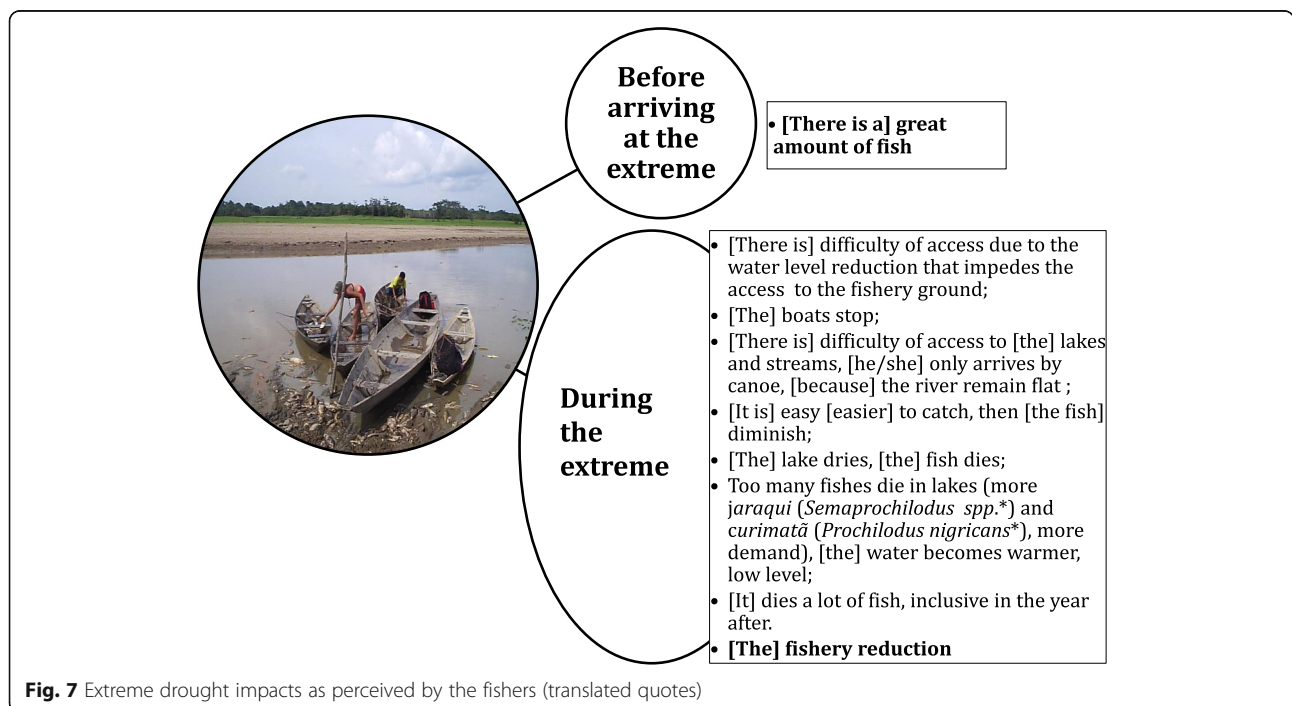 Before
arriving
at the
extreme
• [There is a] great
amount of fish
During
the
extreme
• [There is] difficulty of access due to the
water level reduction that impedes the
access to the fishery ground;
• [The] boats stop;
• [There is] difficulty of access to [the] lakes
and streams, [he/she] only arrives by
canoe, [because] the river remain flat ;
• [It is] easy [easier] to catch, then [the fish]
diminish;
• [The] lake dries, [the] fish dies;
• Too many fishes die in lakes (more
jaraqui (Semaprochilodus spp.*) and
curimatã (Prochilodus nigricans*), more
demand), [the] water becomes warmer,
low level;
• [It] dies a lot of fish, inclusive in the year
after.
• [The] fishery reduction
Fig. 7 Extreme drought impacts as perceived by the fishers (translated quotes)